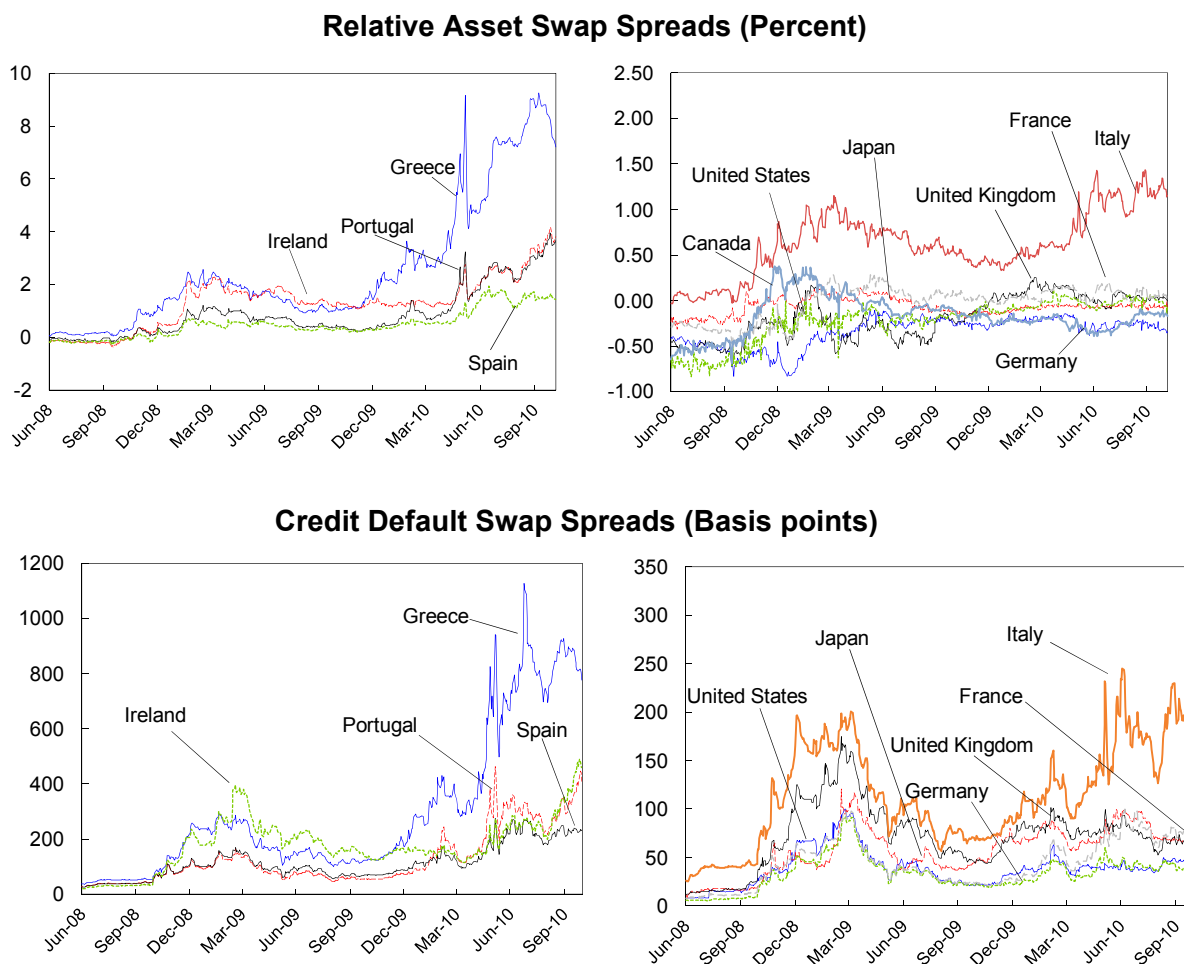 Relative Asset Swap Spreads (Percent)
10
8
6
4
2
0
-2
Greece
Portugal
Ireland
Spain
Jun-08
Sep-08
Dec-08
Mar-09
Jun-09
Sep-09
Dec-09
Mar-10
Jun-10
Sep-10
2.50
2.00
1.50
1.00
0.50
0.00
-0.50
-1.00
France
Italy
Japan
United States
United Kingdom
Canada
Germany
Jun-08
Sep-08
Dec-08
Mar-09
Jun-09
Sep-09
Dec-09
Mar-10
Jun-10
Sep-10
Credit Default Swap Spreads (Basis points)
1200
1000
800
600
400
200
0
Greece
Ireland
Portugal
Spain
Jun-08
Sep-08
Dec-08
Mar-09
Jun-09
Sep-09
Dec-09
Mar-10
Jun-10
Sep-10
350
300
250
200
150
100
50
0
Japan
Italy
United States
France
United Kingdom
Germany
Jun-08
Sep-08
Dec-08
Mar-09
Jun-09
Sep-09
Dec-09
Mar-10
Jun-10
Sep-10